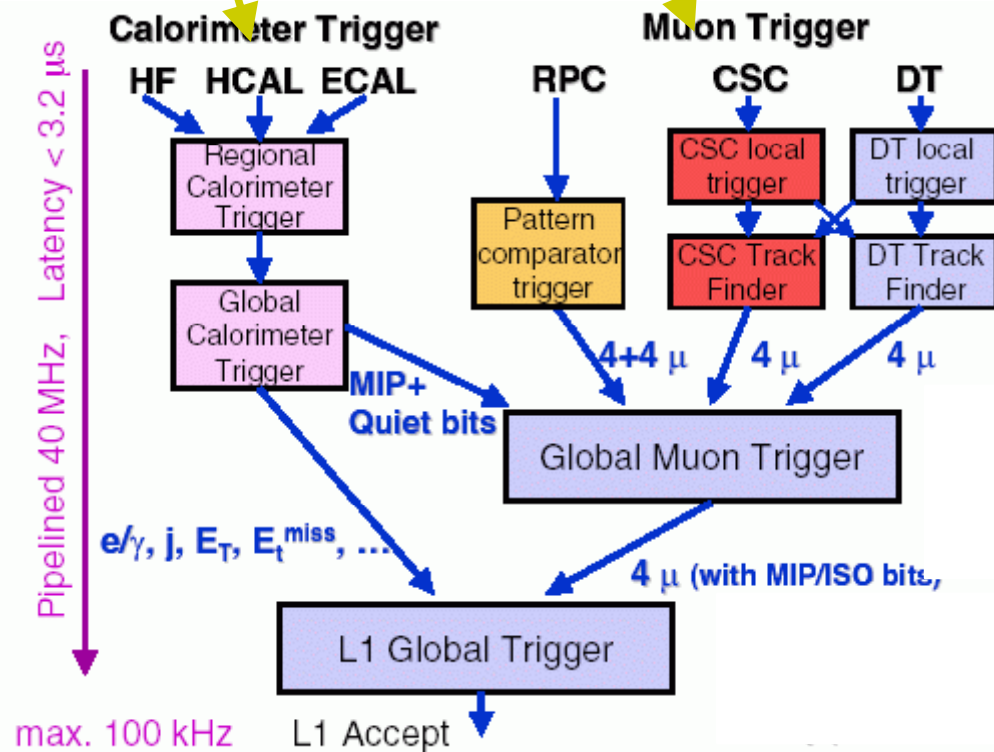 Calorimeter Trigger
Muon Trigger
HF HCAL ECAL
RPC CSC DT
Pipelined 40 MHz, Latency < 3.2 μs
Regional
Calorimeter
Trigger
CSC local
trigger
DT local
trigger
Pattern
comparator
trigger
CSC Track
Finder
DT Track
Finder
Global
Calorimeter
Trigger
4+4 μ
4 μ
4 μ
MIP+
Quiet bits
Global Muon Trigger
e/γ, j, E_T, E_t^miss, ...
4 μ (with MIP/ISO bits)
L1 Global Trigger
max. 100 kHz
L1 Accept